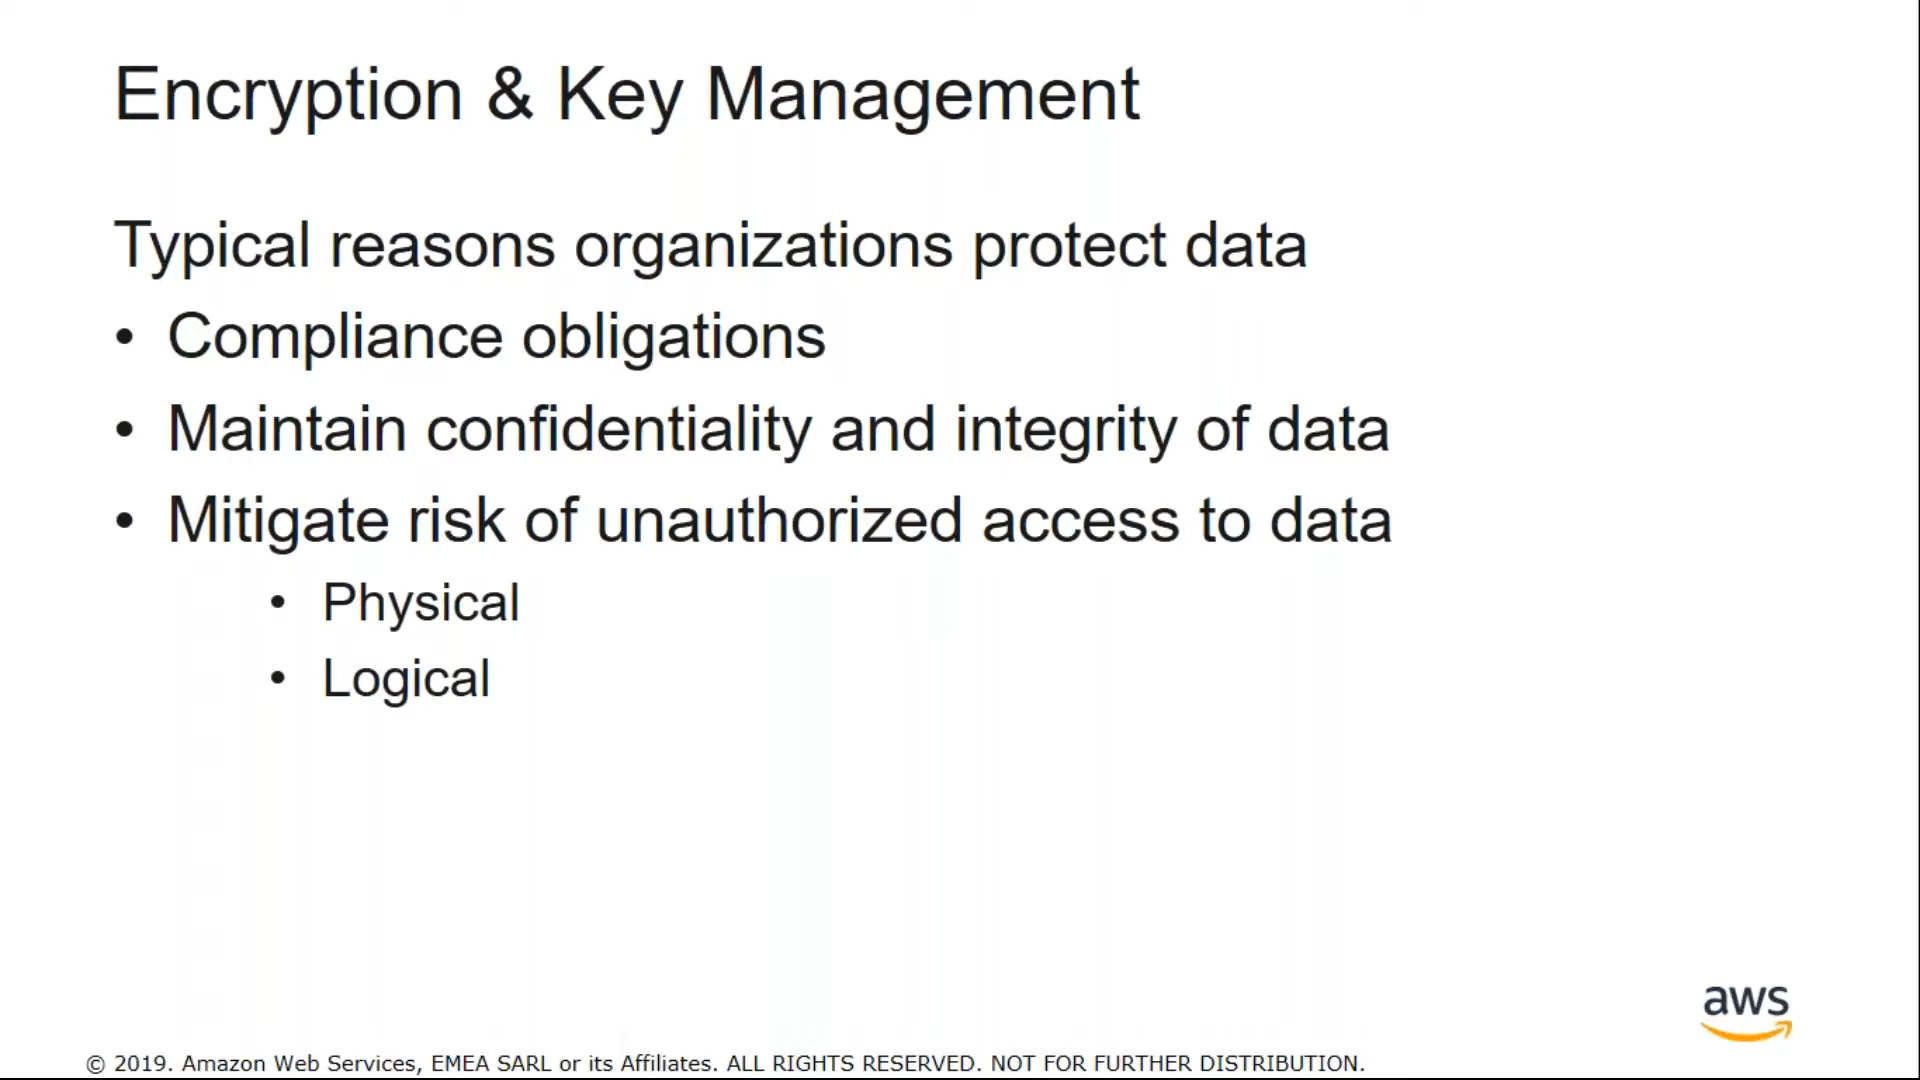 Encryption & Key Management
Typical reasons organizations protect data
• Compliance obligations
• Maintain confidentiality and integrity of data
• Mitigate risk of unauthorized access to data
• Physical
• Logical
aws
© 2019. Amazon Web Services, EMEA SARL or its Affiliates. ALL RIGHTS RESERVED. NOT FOR FURTHER DISTRIBUTION.